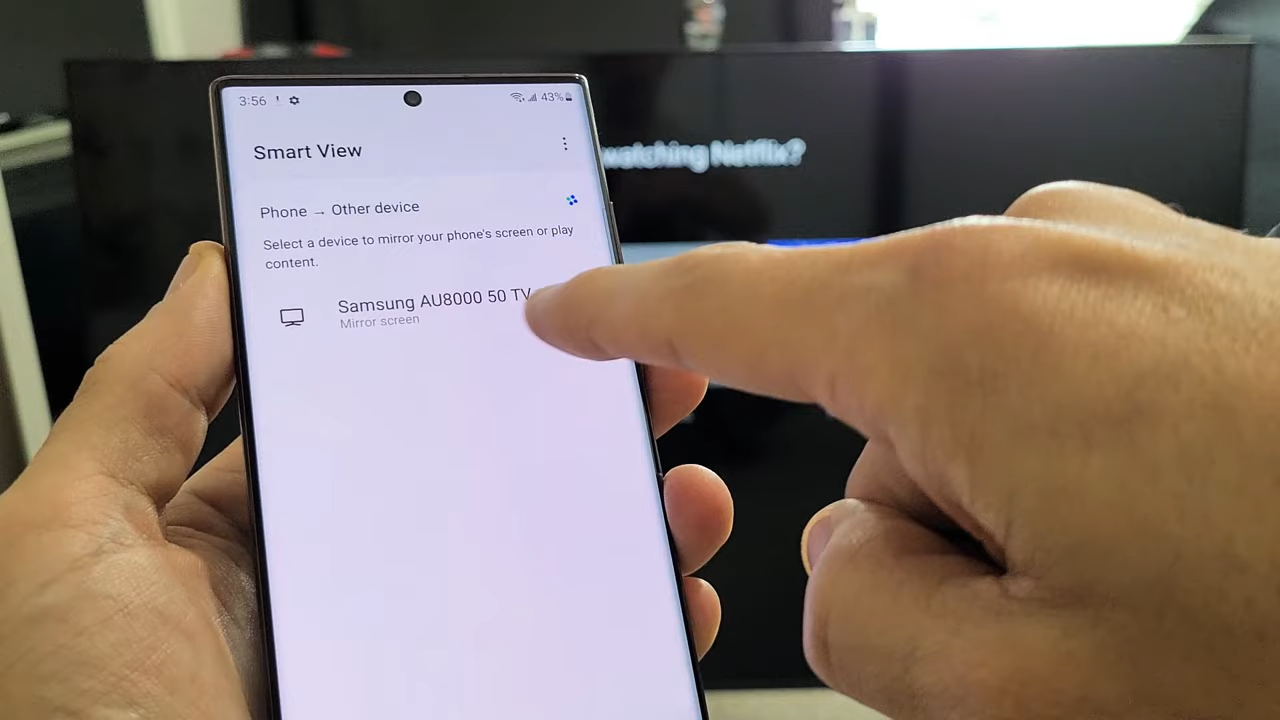 3:56 43%
Smart View
Phone → Other device
Select a device to mirror your phone's screen or play
content.
Samsung AU8000 50 TV
Mirror screen
watching Netflix?